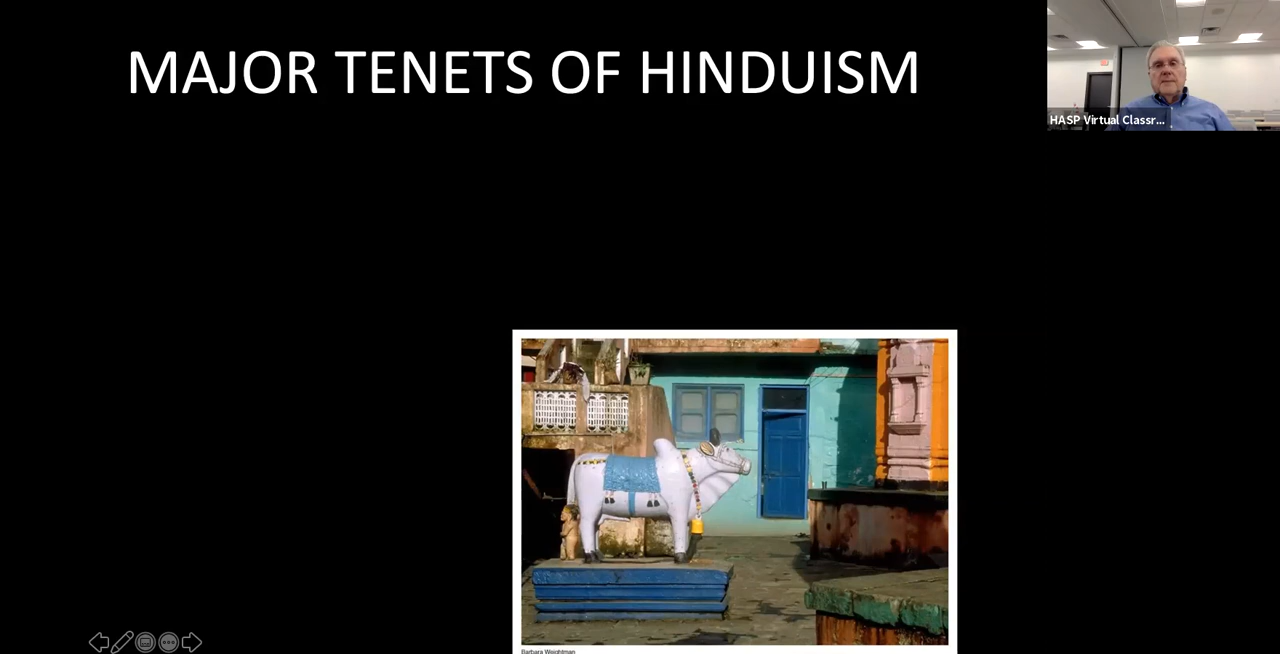 MAJOR TENETS OF HINDUISM
HASP Virtual Classr...
Barbara Weightman